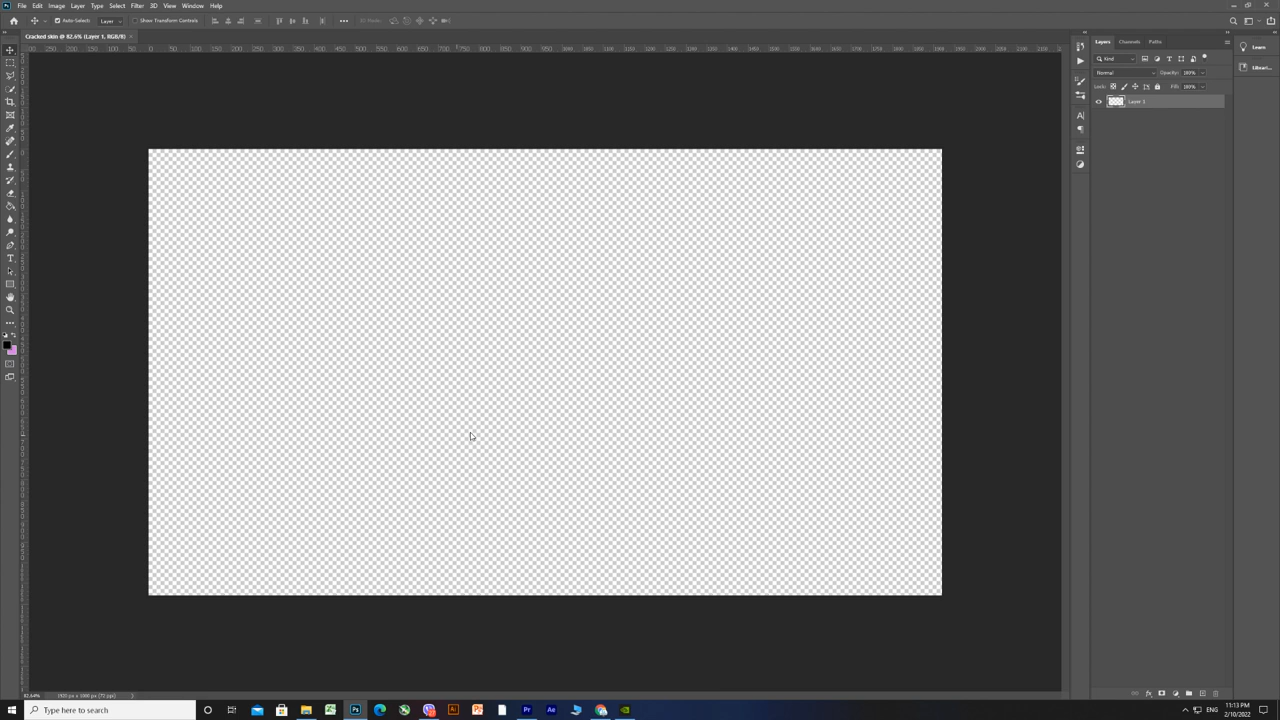 File Edit Image Layer Type Select Filter 3D View Window Help
Auto-Select: Layer Show Transform Controls ••• 3D Mode:
Cracked skin @ 82.6% (Layer 1, RGB/8) ×
Layers Channels Paths
Learn
Kind
Librari...
Normal Opacity: 100%
Lock: Fill: 100%
Layer 1
82.64% 1920 px x 1080 px (72 ppi)
Type here to search
ENG
11:13 PM
2/10/2022